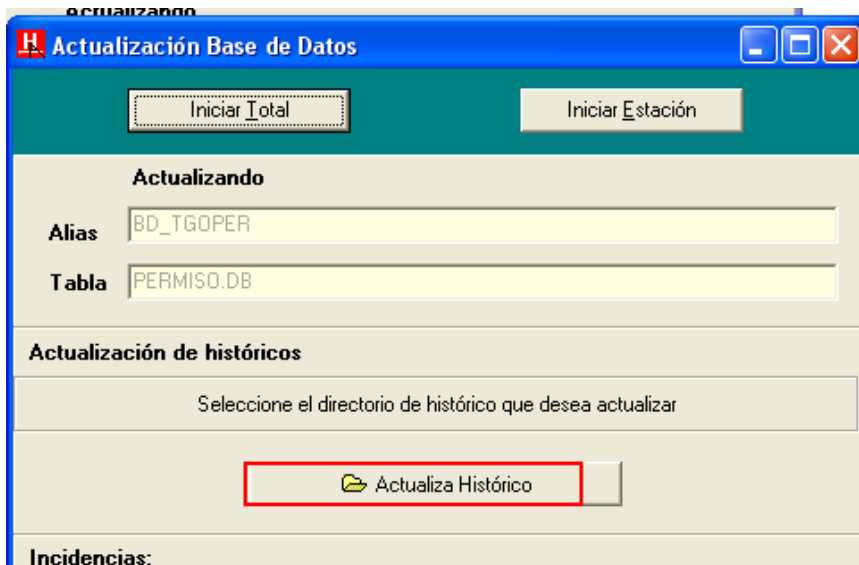 Actualizando
Actualización Base de Datos
Iniciar Total Iniciar Estación
Actualizando
Alias BD_TGOPER
Tabla PERMISO.DB
Actualización de históricos
Seleccione el directorio de histórico que desea actualizar
Actualiza Histórico
Incidencias: